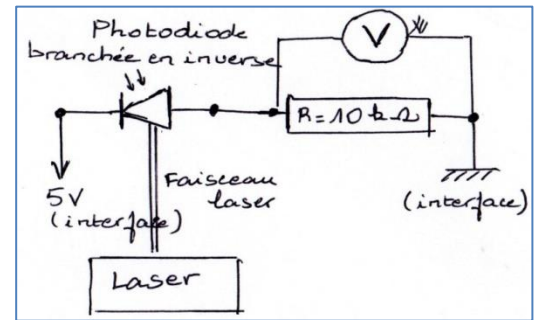 Photodiode
branchée en inverse
V
R=10 kΩ
5V
(interface)
Faisceau
laser
(interface)
Laser